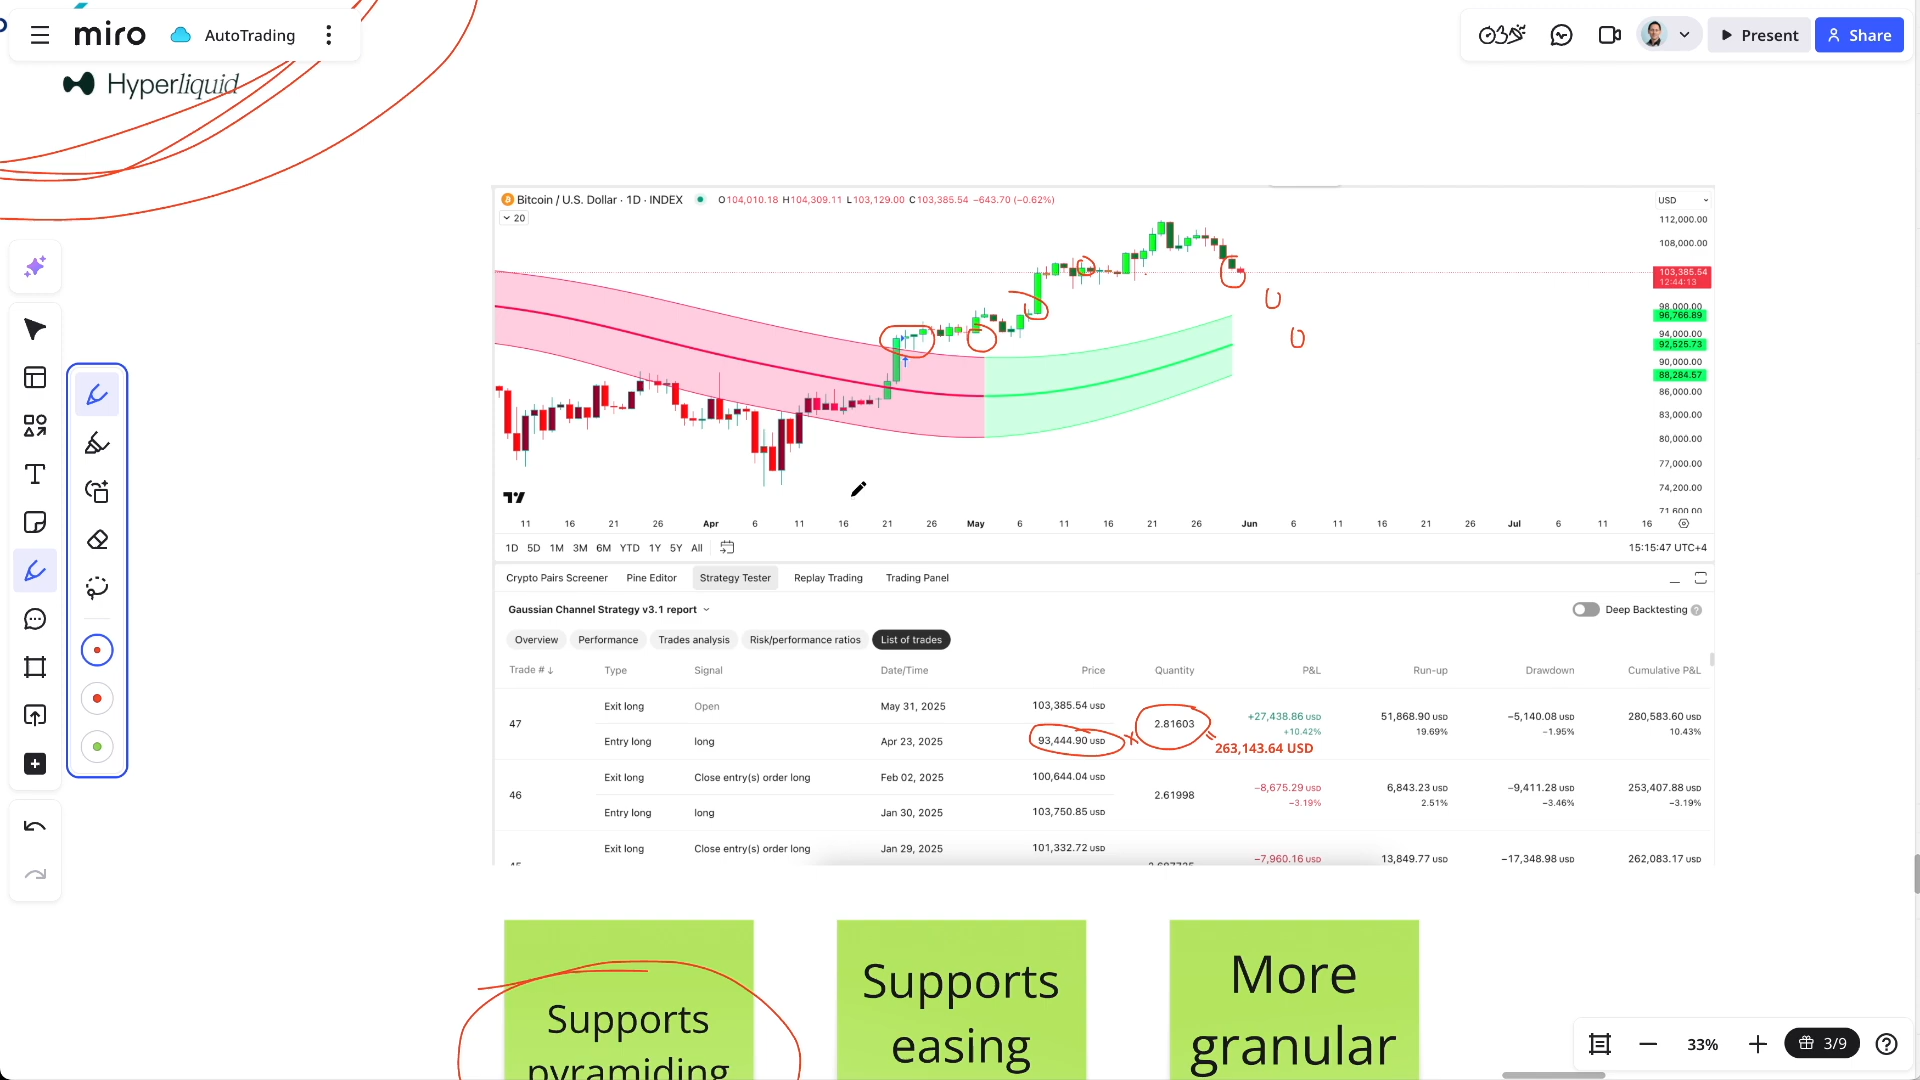 miro
AutoTrading
Present
Share
Hyperliquid
Bitcoin / U.S. Dollar · 1D · INDEX
O104,010.18 H104,309.11 L103,129.00 C103,385.54 −643.70 (−0.62%)
USD
20
112,000.00
108,000.00
103,385.54
12:44:13
98,000.00
96,766.89
94,000.00
92,525.73
90,000.00
88,284.57
86,000.00
83,000.00
80,000.00
77,000.00
74,200.00
71,600.00
11 16 21 26 Apr 6 11 16 21 26 May 6 11 16 21 26 Jun 6 11 16 21 26 Jul 6 11 16
1D 5D 1M 3M 6M YTD 1Y 5Y All
15:15:47 UTC+4
Crypto Pairs Screener Pine Editor Strategy Tester Replay Trading Trading Panel
Gaussian Channel Strategy v3.1 report
Deep Backtesting
Overview Performance Trades analysis Risk/performance ratios List of trades
Trade # ↓ Type Signal Date/Time Price Quantity P&L Run-up Drawdown Cumulative P&L
47
Exit long Open May 31, 2025 103,385.54 USD
Entry long long Apr 23, 2025 93,444.90 USD
2.81603
×
=
263,143.64 USD
+27,438.86 USD
+10.42%
51,868.90 USD
19.69%
−5,140.08 USD
−1.95%
280,583.60 USD
10.43%
46
Exit long Close entry(s) order long Feb 02, 2025 100,644.04 USD
Entry long long Jan 30, 2025 103,750.85 USD
2.61998
−8,675.29 USD
−3.19%
6,843.23 USD
2.51%
−9,411.28 USD
−3.46%
253,407.88 USD
−3.19%
Exit long Close entry(s) order long Jan 29, 2025 101,332.72 USD
−7,960.16 USD
13,849.77 USD
−17,348.98 USD
262,083.17 USD
Supports
pyramiding
Supports
easing
More
granular
33%
3/9